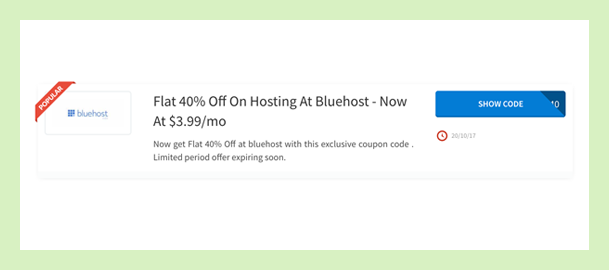 POPULAR
bluehost
Flat 40% Off On Hosting At Bluehost - Now
At $3.99/mo
Now get Flat 40% Off at bluehost with this exclusive coupon code .
Limited period offer expiring soon.
SHOW CODE
20/10/17